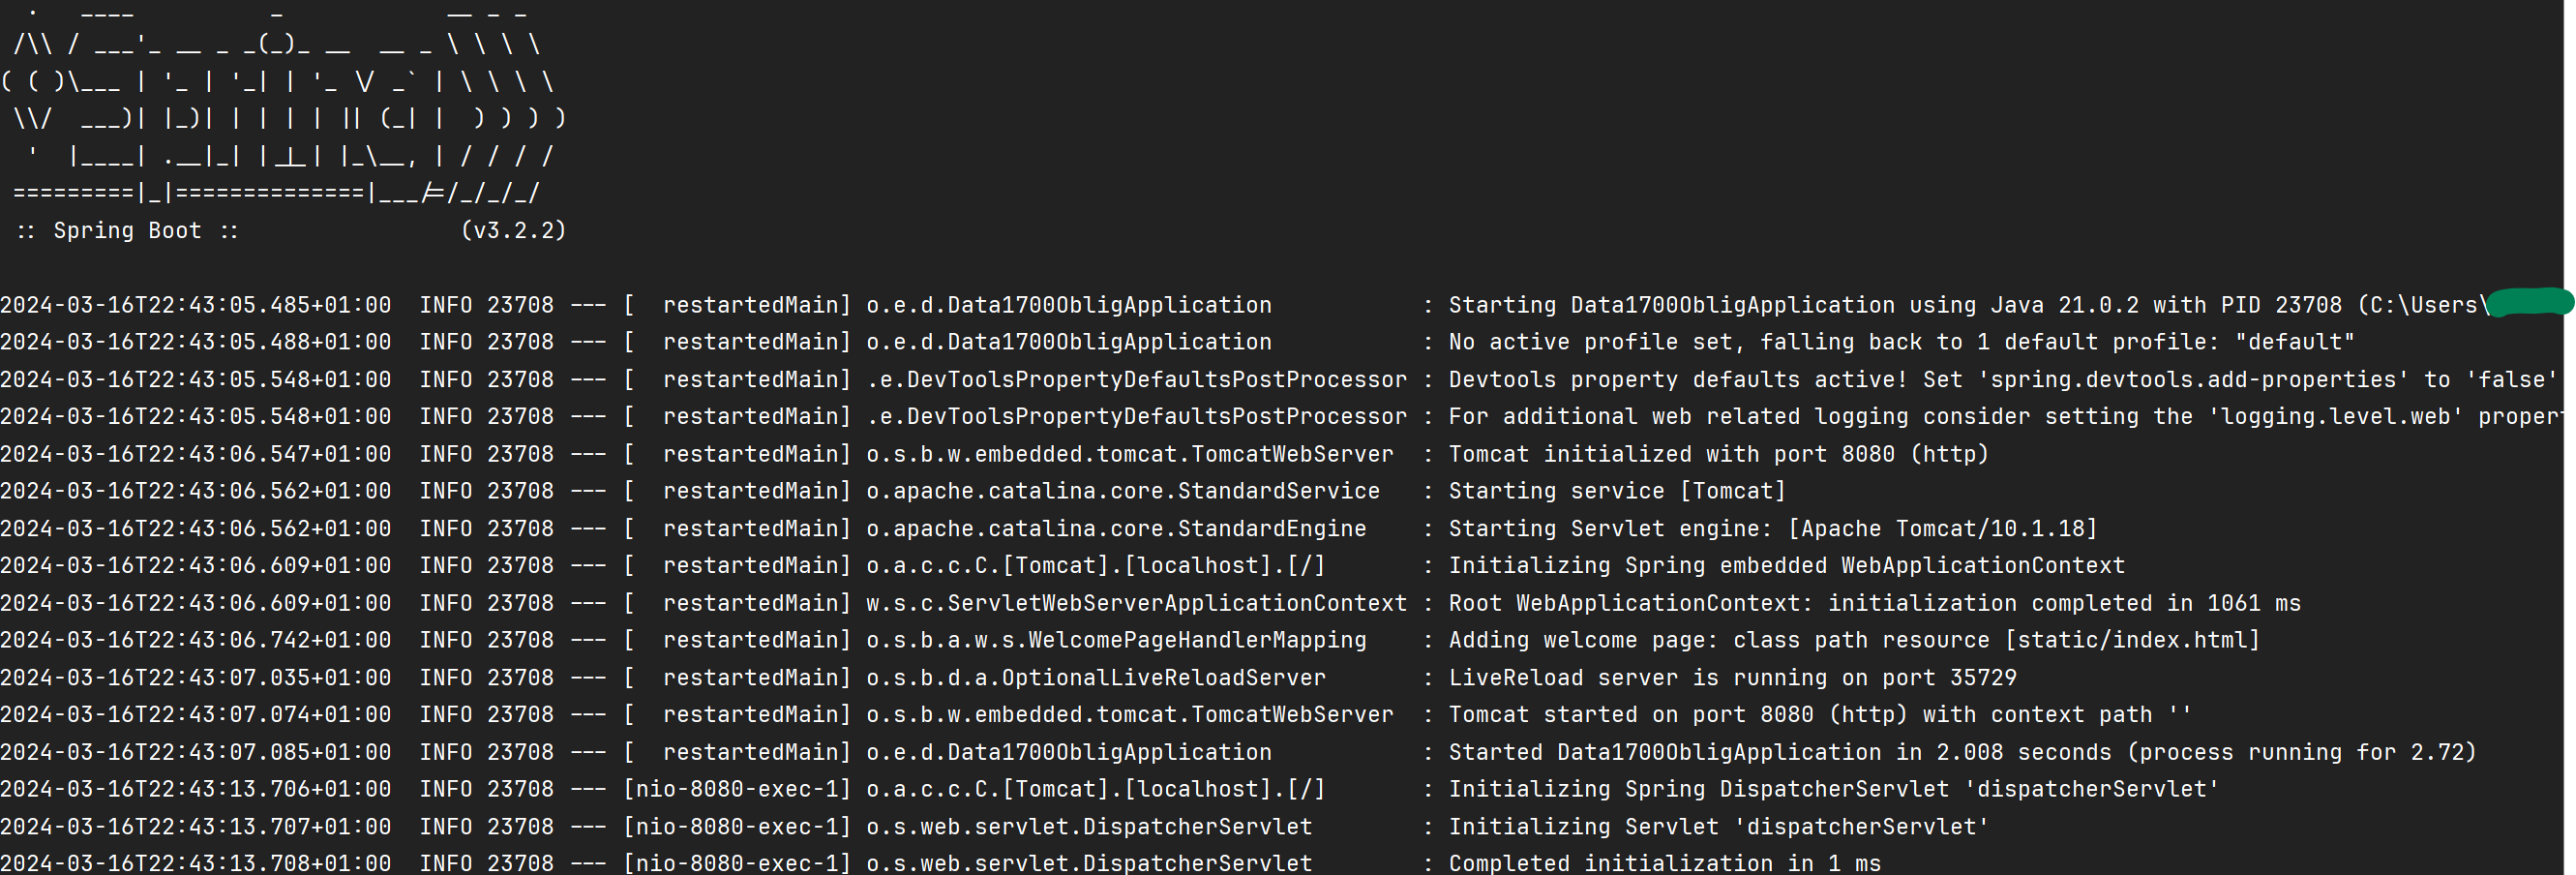 .   ____          _            __ _ _
 /\\ / ___'_ __ _ _(_)_ __  __ _ \ \ \ \
( ( )\___ | '_ | '_| | '_ \/ _` | \ \ \ \
 \\/  ___)| |_)| | | | | || (_| |  ) ) ) )
  '  |____| .__|_| |_|_| |_\__, | / / / /
 =========|_|==============|___/=/_/_/_/
 :: Spring Boot ::                (v3.2.2)
2024-03-16T22:43:05.485+01:00  INFO 23708 --- [  restartedMain] o.e.d.Data1700ObligApplication           : Starting Data1700ObligApplication using Java 21.0.2 with PID 23708 (C:\Users\
2024-03-16T22:43:05.488+01:00  INFO 23708 --- [  restartedMain] o.e.d.Data1700ObligApplication           : No active profile set, falling back to 1 default profile: "default"
2024-03-16T22:43:05.548+01:00  INFO 23708 --- [  restartedMain] .e.DevToolsPropertyDefaultsPostProcessor : Devtools property defaults active! Set 'spring.devtools.add-properties' to 'false'
2024-03-16T22:43:05.548+01:00  INFO 23708 --- [  restartedMain] .e.DevToolsPropertyDefaultsPostProcessor : For additional web related logging consider setting the 'logging.level.web' proper
2024-03-16T22:43:06.547+01:00  INFO 23708 --- [  restartedMain] o.s.b.w.embedded.tomcat.TomcatWebServer  : Tomcat initialized with port 8080 (http)
2024-03-16T22:43:06.562+01:00  INFO 23708 --- [  restartedMain] o.apache.catalina.core.StandardService   : Starting service [Tomcat]
2024-03-16T22:43:06.562+01:00  INFO 23708 --- [  restartedMain] o.apache.catalina.core.StandardEngine    : Starting Servlet engine: [Apache Tomcat/10.1.18]
2024-03-16T22:43:06.609+01:00  INFO 23708 --- [  restartedMain] o.a.c.c.C.[Tomcat].[localhost].[/]       : Initializing Spring embedded WebApplicationContext
2024-03-16T22:43:06.609+01:00  INFO 23708 --- [  restartedMain] w.s.c.ServletWebServerApplicationContext : Root WebApplicationContext: initialization completed in 1061 ms
2024-03-16T22:43:06.742+01:00  INFO 23708 --- [  restartedMain] o.s.b.a.w.s.WelcomePageHandlerMapping    : Adding welcome page: class path resource [static/index.html]
2024-03-16T22:43:07.035+01:00  INFO 23708 --- [  restartedMain] o.s.b.d.a.OptionalLiveReloadServer       : LiveReload server is running on port 35729
2024-03-16T22:43:07.074+01:00  INFO 23708 --- [  restartedMain] o.s.b.w.embedded.tomcat.TomcatWebServer  : Tomcat started on port 8080 (http) with context path ''
2024-03-16T22:43:07.085+01:00  INFO 23708 --- [  restartedMain] o.e.d.Data1700ObligApplication           : Started Data1700ObligApplication in 2.008 seconds (process running for 2.72)
2024-03-16T22:43:13.706+01:00  INFO 23708 --- [nio-8080-exec-1] o.a.c.c.C.[Tomcat].[localhost].[/]       : Initializing Spring DispatcherServlet 'dispatcherServlet'
2024-03-16T22:43:13.707+01:00  INFO 23708 --- [nio-8080-exec-1] o.s.web.servlet.DispatcherServlet        : Initializing Servlet 'dispatcherServlet'
2024-03-16T22:43:13.708+01:00  INFO 23708 --- [nio-8080-exec-1] o.s.web.servlet.DispatcherServlet        : Completed initialization in 1 ms